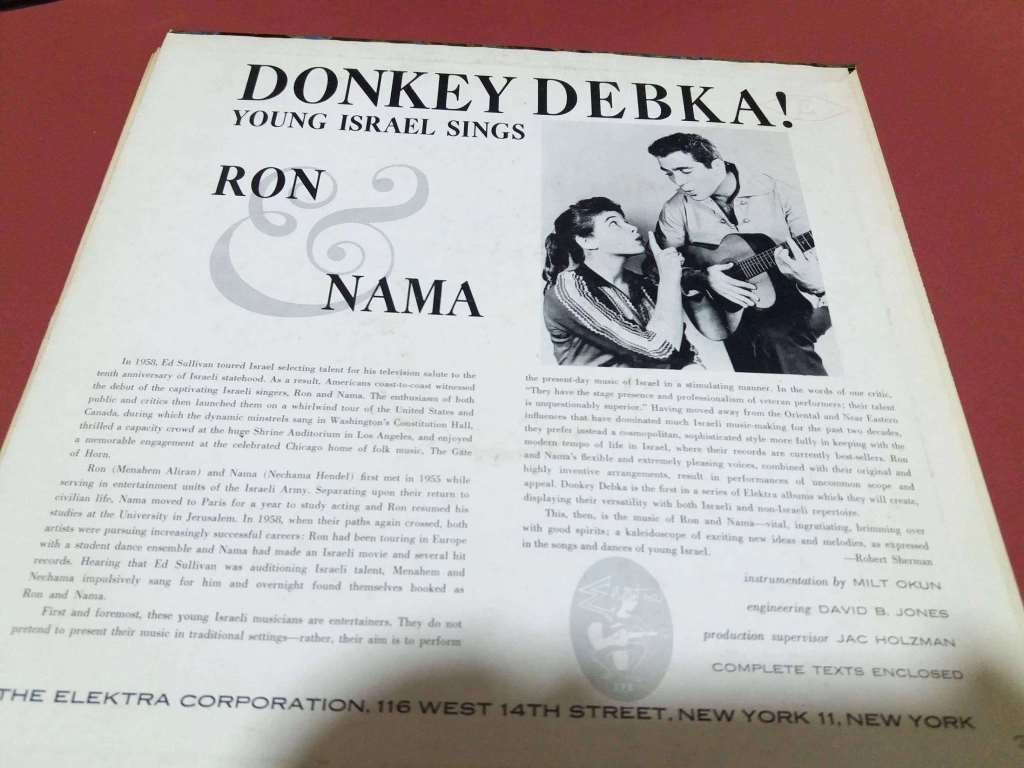 DONKEY DEBKA!
YOUNG ISRAEL SINGS
RON
&
NAMA
In 1958, Ed Sullivan toured Israel selecting talent for his television salute to the
tenth anniversary of Israeli statehood. As a result, Americans coast-to-coast witnessed
the debut of the captivating Israeli singers, Ron and Nama. The enthusiasm of both
public and critics then launched them on a whirlwind tour of the United States and
Canada, during which the dynamic minstrels sang in Washington's Constitution Hall,
thrilled a capacity crowd at the huge Shrine Auditorium in Los Angeles, and enjoyed
a memorable engagement at the celebrated Chicago home of folk music, The Gate
of Horn.
Ron (Menahem Aliran) and Nama (Nechama Hendel) first met in 1955 while
serving in entertainment units of the Israeli Army. Separating upon their return to
civilian life, Nama moved to Paris for a year to study acting and Ron resumed his
studies at the University in Jerusalem. In 1958, when their paths again crossed, both
artists were pursuing increasingly successful careers: Ron had been touring in Europe
with a student dance ensemble and Nama had made an Israeli movie and several hit
records. Hearing that Ed Sullivan was auditioning Israeli talent, Menahem and
Nechama impulsively sang for him and overnight found themselves booked as
Ron and Nama.
First and foremost, these young Israeli musicians are entertainers. They do not
pretend to present their music in traditional settings—rather, their aim is to perform
the present-day music of Israel in a stimulating manner. In the words of one critic,
"They have the stage presence and professionalism of veteran performers; their talent
is unquestionably superior." Having moved away from the Oriental and Near Eastern
influences that have dominated much Israeli music-making for the past two decades,
they prefer instead a cosmopolitan, sophisticated style more fully in keeping with the
modern tempo of life in Israel, where their records are currently best-sellers. Ron
and Nama's flexible and extremely pleasing voices, combined with their original and
highly inventive arrangements, result in performances of uncommon scope and
appeal. Donkey Debka is the first in a series of Elektra albums which they will create,
displaying their versatility with both Israeli and non-Israeli repertoire.
This, then, is the music of Ron and Nama—vital, ingratiating, brimming over
with good spirits; a kaleidoscope of exciting new ideas and melodies, as expressed
in the songs and dances of young Israel.
—Robert Sherman
instrumentation by MILT OKUN
engineering DAVID B. JONES
production supervisor JAC HOLZMAN
COMPLETE TEXTS ENCLOSED
THE ELEKTRA CORPORATION, 116 WEST 14TH STREET, NEW YORK 11, NEW YORK